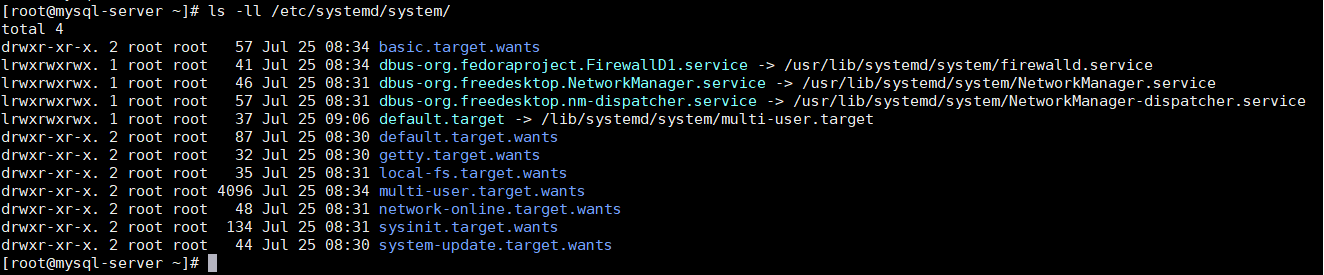 [root@mysql-server ~]# ls -ll /etc/systemd/system/
total 4
drwxr-xr-x. 2 root root   57 Jul 25 08:34 basic.target.wants
lrwxrwxrwx. 1 root root   41 Jul 25 08:34 dbus-org.fedoraproject.FirewallD1.service -> /usr/lib/systemd/system/firewalld.service
lrwxrwxrwx. 1 root root   46 Jul 25 08:31 dbus-org.freedesktop.NetworkManager.service -> /usr/lib/systemd/system/NetworkManager.service
lrwxrwxrwx. 1 root root   57 Jul 25 08:31 dbus-org.freedesktop.nm-dispatcher.service -> /usr/lib/systemd/system/NetworkManager-dispatcher.service
lrwxrwxrwx. 1 root root   37 Jul 25 09:06 default.target -> /lib/systemd/system/multi-user.target
drwxr-xr-x. 2 root root   87 Jul 25 08:30 default.target.wants
drwxr-xr-x. 2 root root   32 Jul 25 08:30 getty.target.wants
drwxr-xr-x. 2 root root   35 Jul 25 08:31 local-fs.target.wants
drwxr-xr-x. 2 root root 4096 Jul 25 08:34 multi-user.target.wants
drwxr-xr-x. 2 root root   48 Jul 25 08:31 network-online.target.wants
drwxr-xr-x. 2 root root  134 Jul 25 08:31 sysinit.target.wants
drwxr-xr-x. 2 root root   44 Jul 25 08:30 system-update.target.wants
[root@mysql-server ~]#